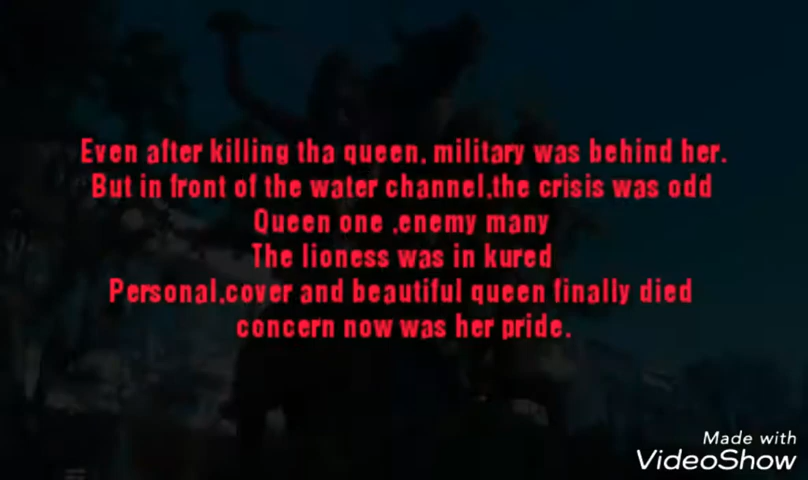 Even after killing tha queen, military was behind her.
But in front of the water channel,the crisis was odd
Queen one ,enemy many
The lioness was in kured
Personal,cover and beautiful queen finally died
concern now was her pride.
Made with
VideoShow